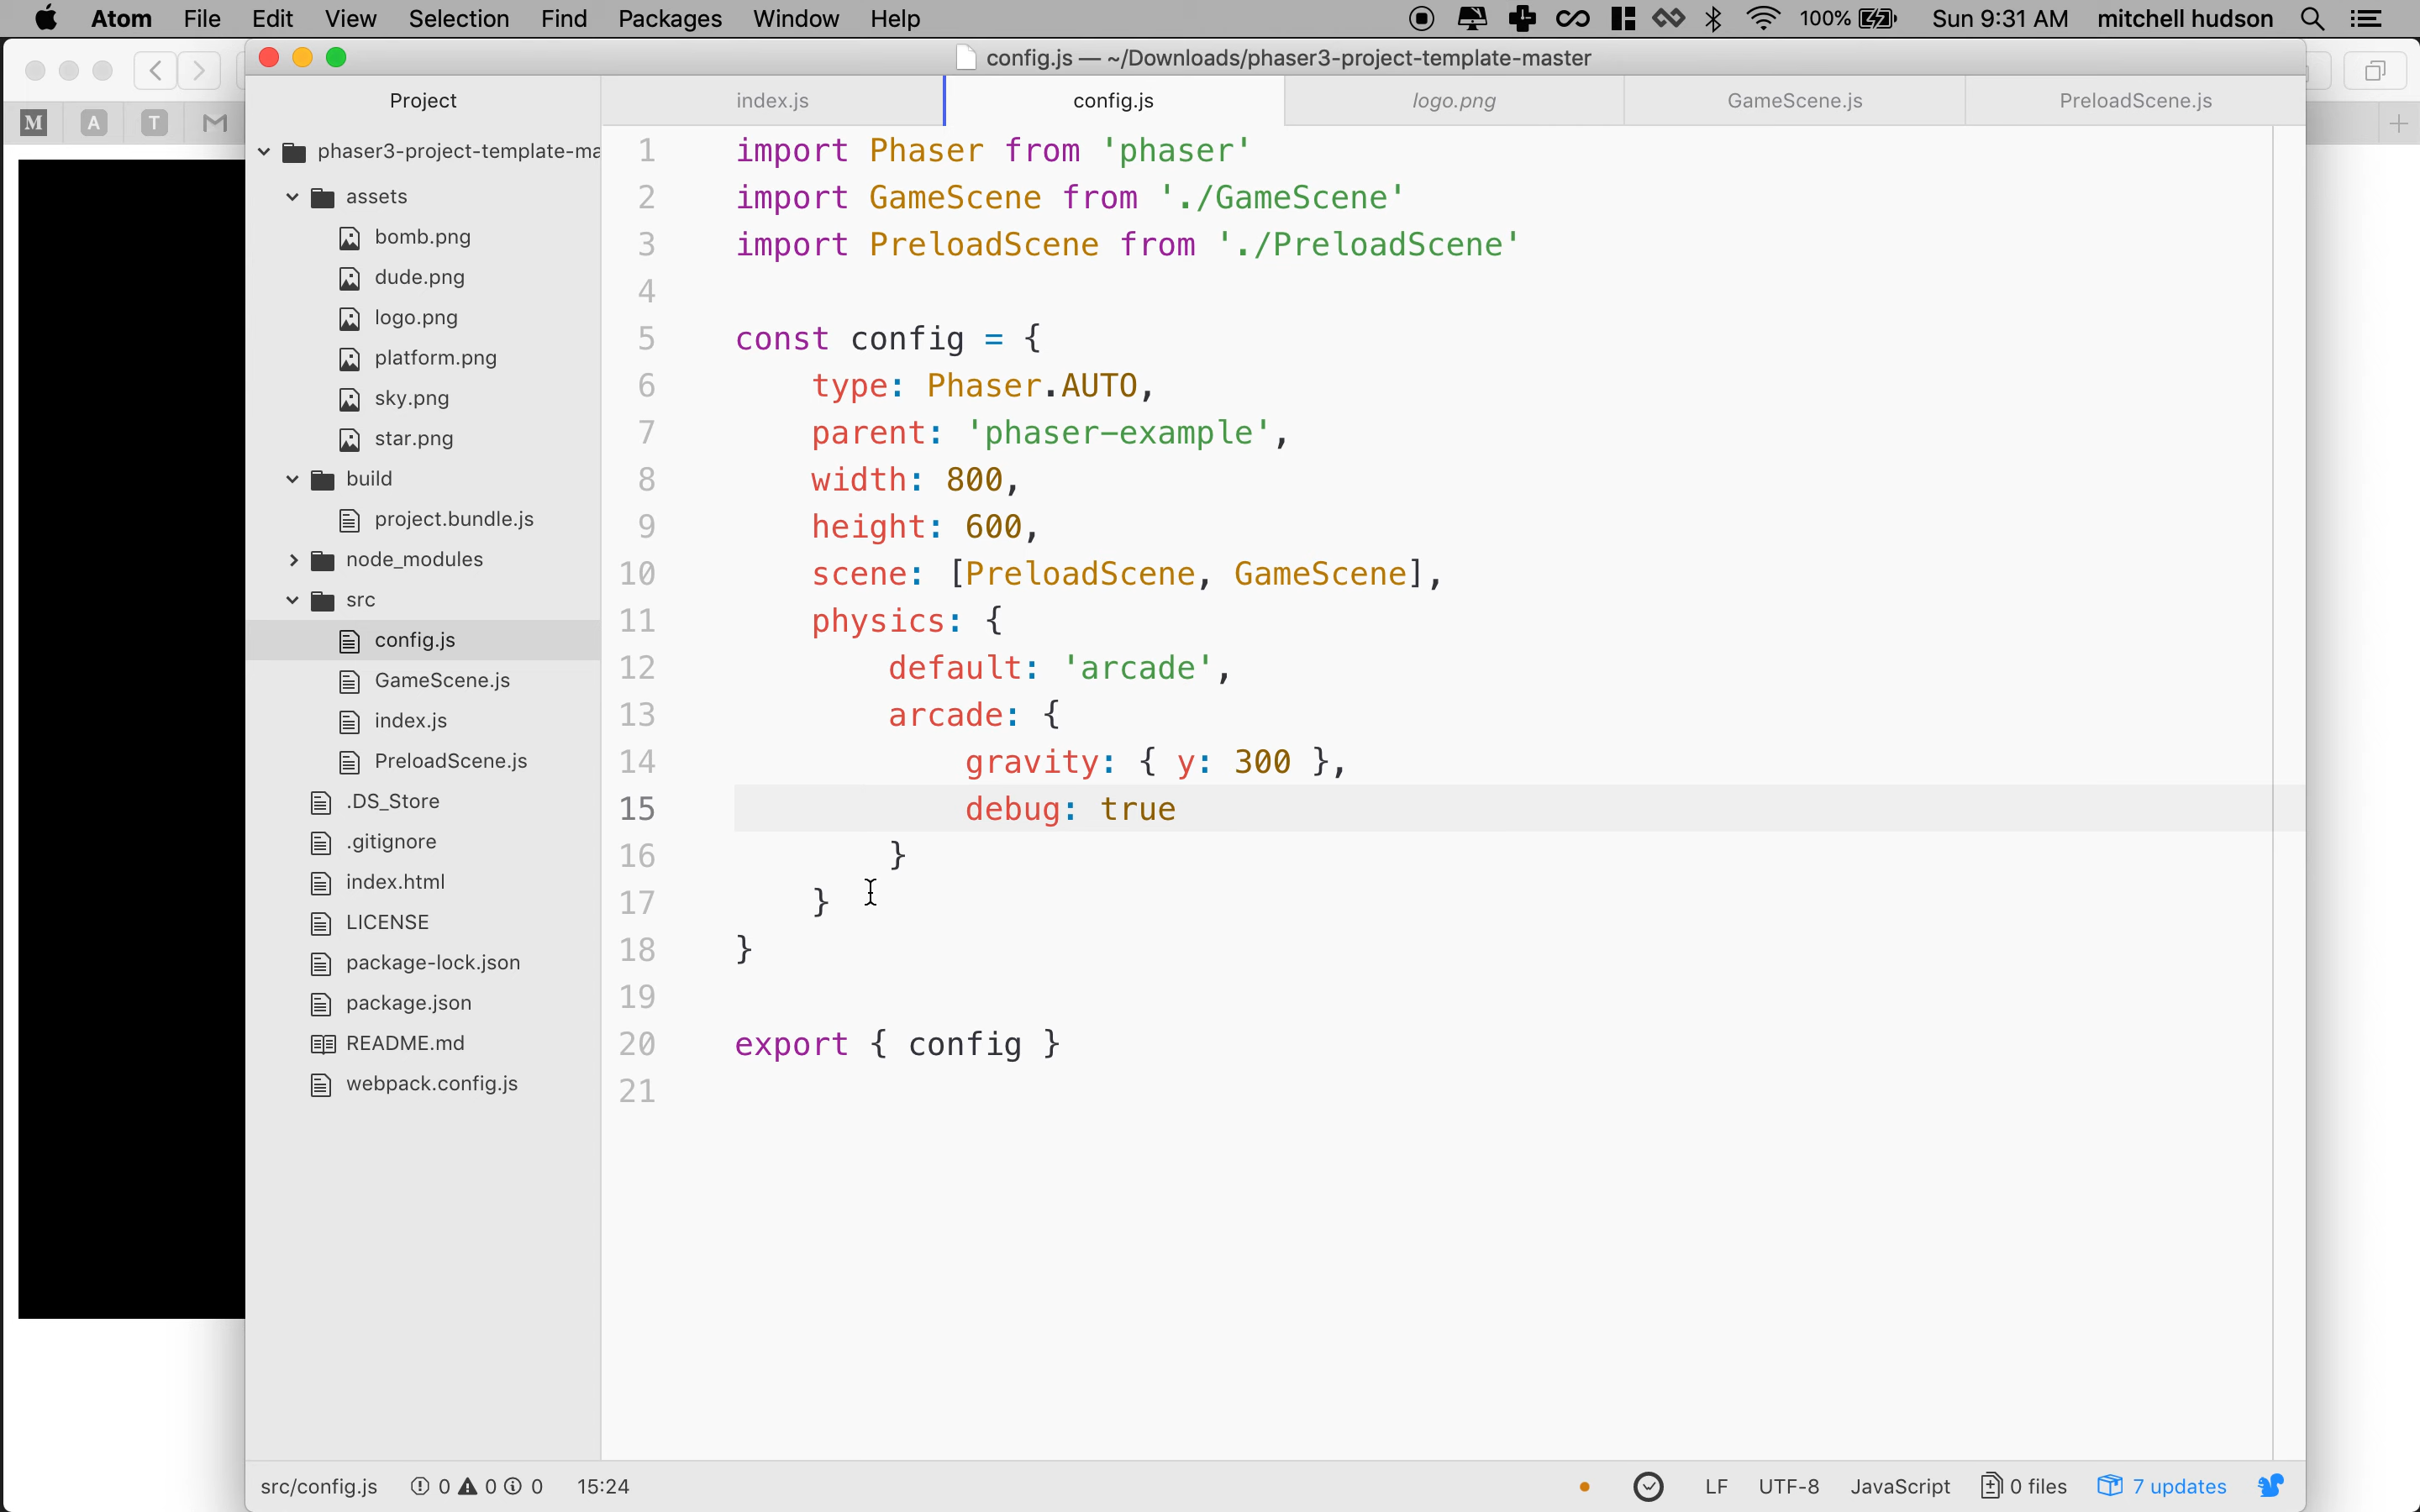 Atom File Edit View Selection Find Packages Window Help 100% Sun 9:31 AM mitchell hudson
config.js — ~/Downloads/phaser3-project-template-master
M A T
Project
index.js config.js logo.png GameScene.js PreloadScene.js
phaser3-project-template-ma
assets
bomb.png
dude.png
logo.png
platform.png
sky.png
star.png
build
project.bundle.js
node_modules
src
config.js
GameScene.js
index.js
PreloadScene.js
.DS_Store
.gitignore
index.html
LICENSE
package-lock.json
package.json
README.md
webpack.config.js
1 import Phaser from 'phaser'
2 import GameScene from './GameScene'
3 import PreloadScene from './PreloadScene'
4
5 const config = {
6 type: Phaser.AUTO,
7 parent: 'phaser-example',
8 width: 800,
9 height: 600,
10 scene: [PreloadScene, GameScene],
11 physics: {
12 default: 'arcade',
13 arcade: {
14 gravity: { y: 300 },
15 debug: true
16 }
17 }
18 }
19
20 export { config }
21
src/config.js 0 0 0 15:24 LF UTF-8 JavaScript 0 files 7 updates